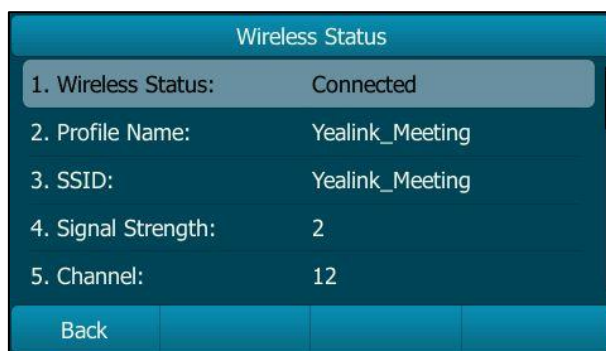 Wireless Status
1. Wireless Status: Connected
2. Profile Name: Yealink_Meeting
3. SSID: Yealink_Meeting
4. Signal Strength: 2
5. Channel: 12
Back